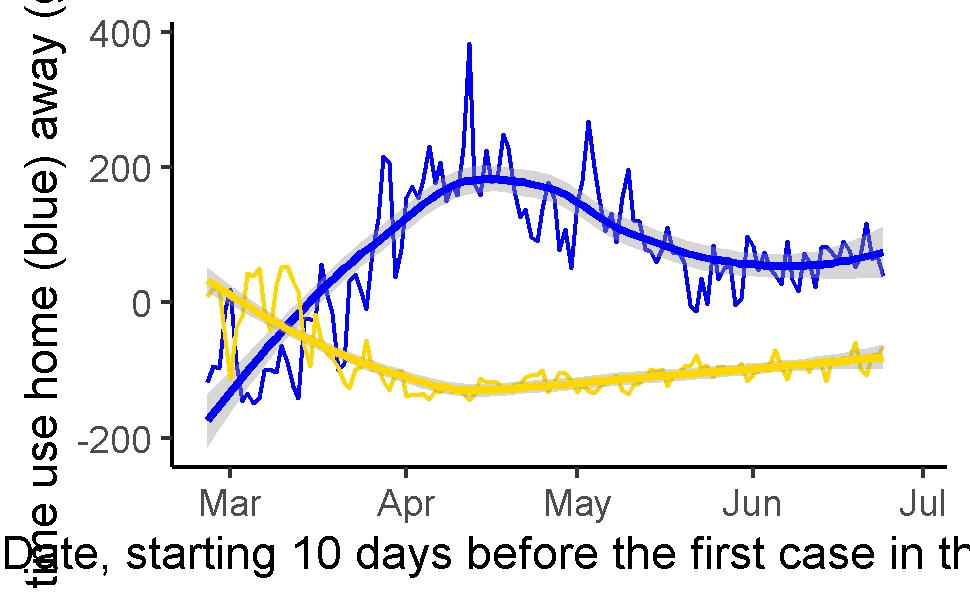 time use home (blue) away (
400
200
0
-200
Mar Apr May Jun Jul
Date, starting 10 days before the first case in th